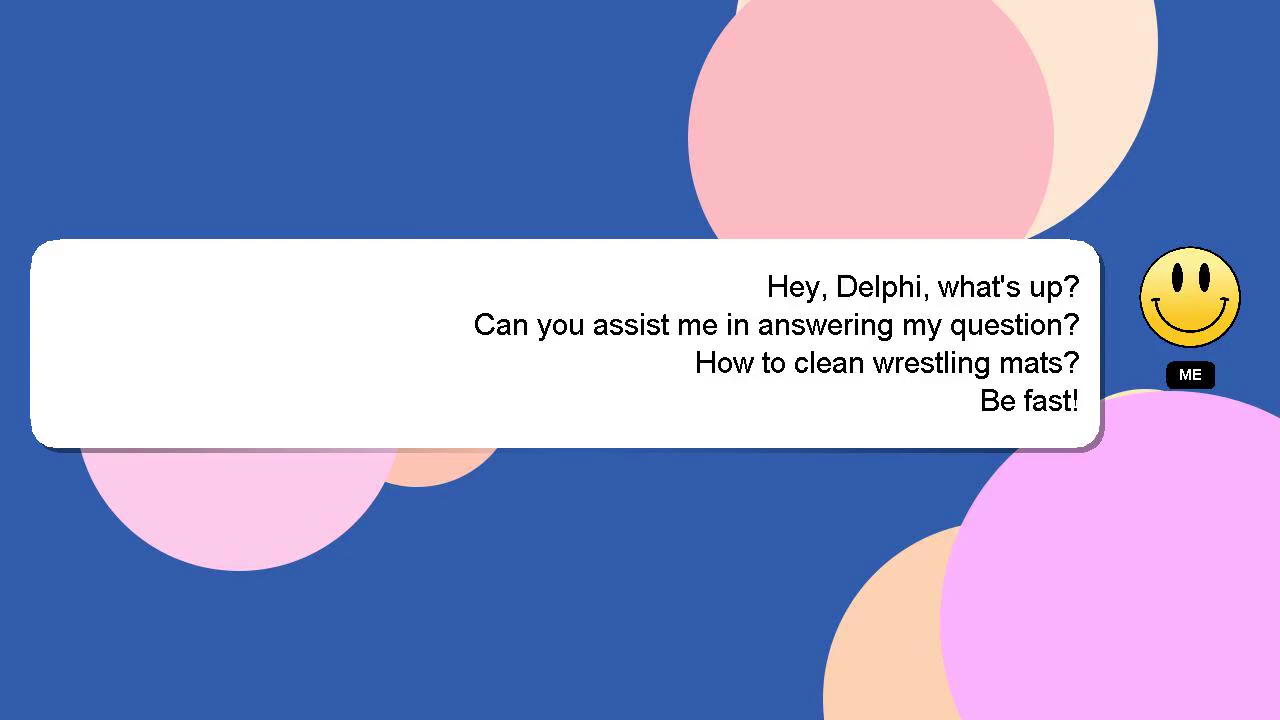 Hey, Delphi, what's up?
Can you assist me in answering my question?
How to clean wrestling mats?
Be fast!
ME